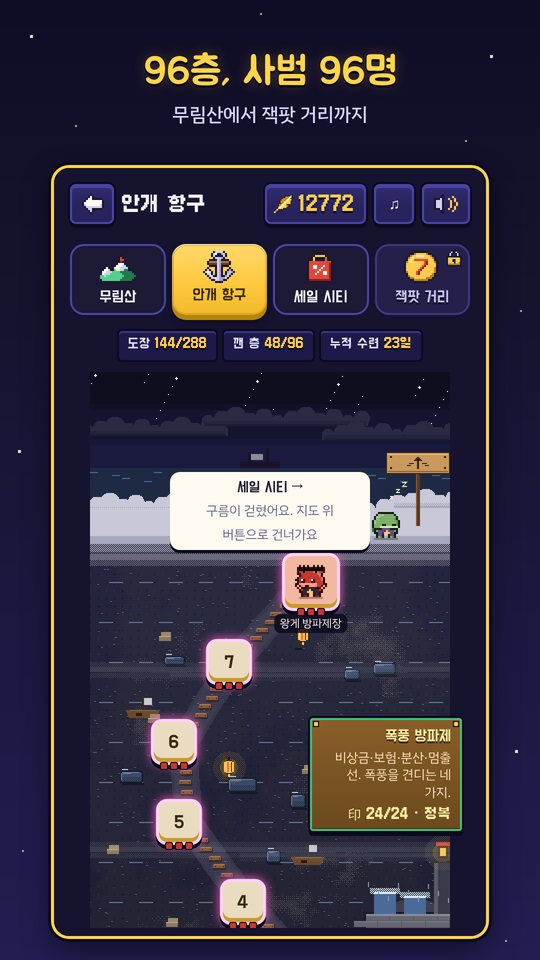 96층, 사범 96명
무림산에서 잭팟 거리까지
안개 항구
12772
무림산
안개 항구
세일 시티
7
잭팟 거리
도장 144/288
깬 층 48/96
누적 수련 23일
세일 시티 →
구름이 걷혔어요. 지도 위
버튼으로 건너가요
z z
왕게 방파제장
7
6
폭풍 방파제
비상금·보험·분산·멈출
선. 폭풍을 견디는 네
가지.
印 24/24 · 정복
5
4